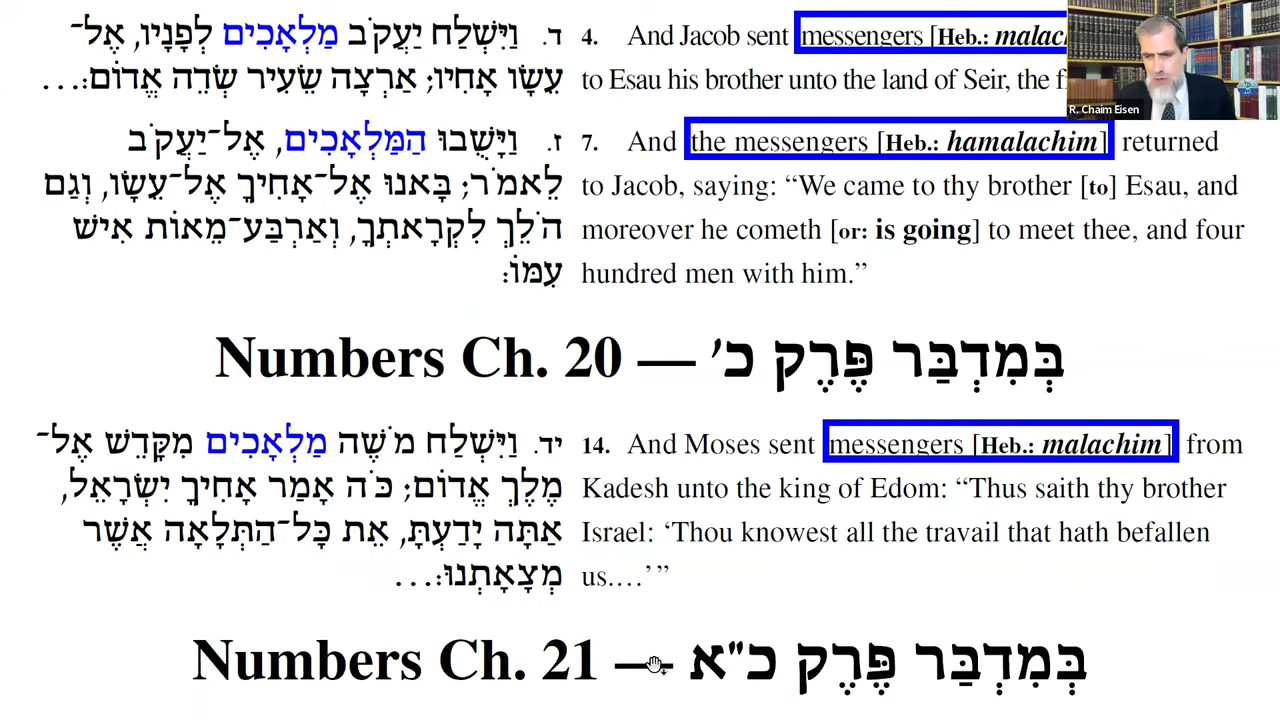 ד. וַיִּשְׁלַח יַעֲקֹב מַלְאָכִים לְפָנָיו, אֶל־
עֵשָׂו אָחִיו; אַרְצָה שֵׂעִיר שְׂדֵה אֱדוֹם:...
4. And Jacob sent messengers [Heb.:
to Esau his brother unto the land of Seir, the
R. Chaim Eisen
ז. וַיָּשֻׁבוּ הַמַּלְאָכִים, אֶל־יַעֲקֹב
לֵאמֹר; בָּאנוּ אֶל־אָחִיךָ אֶל־עֵשָׂו, וְגַם
הֹלֵךְ לִקְרָאתְךָ, וְאַרְבַּע־מֵאוֹת אִישׁ
עִמּוֹ:
7. And the messengers [Heb.: hamalachim] returned
to Jacob, saying: “We came to thy brother [to] Esau, and
moreover he cometh [or: is going] to meet thee, and four
hundred men with him.”
Numbers Ch. 20 — בְּמִדְבַּר פֶּרֶק כ׳
יד. וַיִּשְׁלַח מֹשֶׁה מַלְאָכִים מִקָּדֵשׁ אֶל־
מֶלֶךְ אֱדוֹם; כֹּה אָמַר אָחִיךָ יִשְׂרָאֵל,
אַתָּה יָדַעְתָּ, אֵת כָּל־הַתְּלָאָה אֲשֶׁר
מְצָאָתְנוּ:...
14. And Moses sent messengers [Heb.: malachim] from
Kadesh unto the king of Edom: “Thus saith thy brother
Israel: ‘Thou knowest all the travail that hath befallen
us....’”
Numbers Ch. 21 — בְּמִדְבַּר פֶּרֶק כ״א